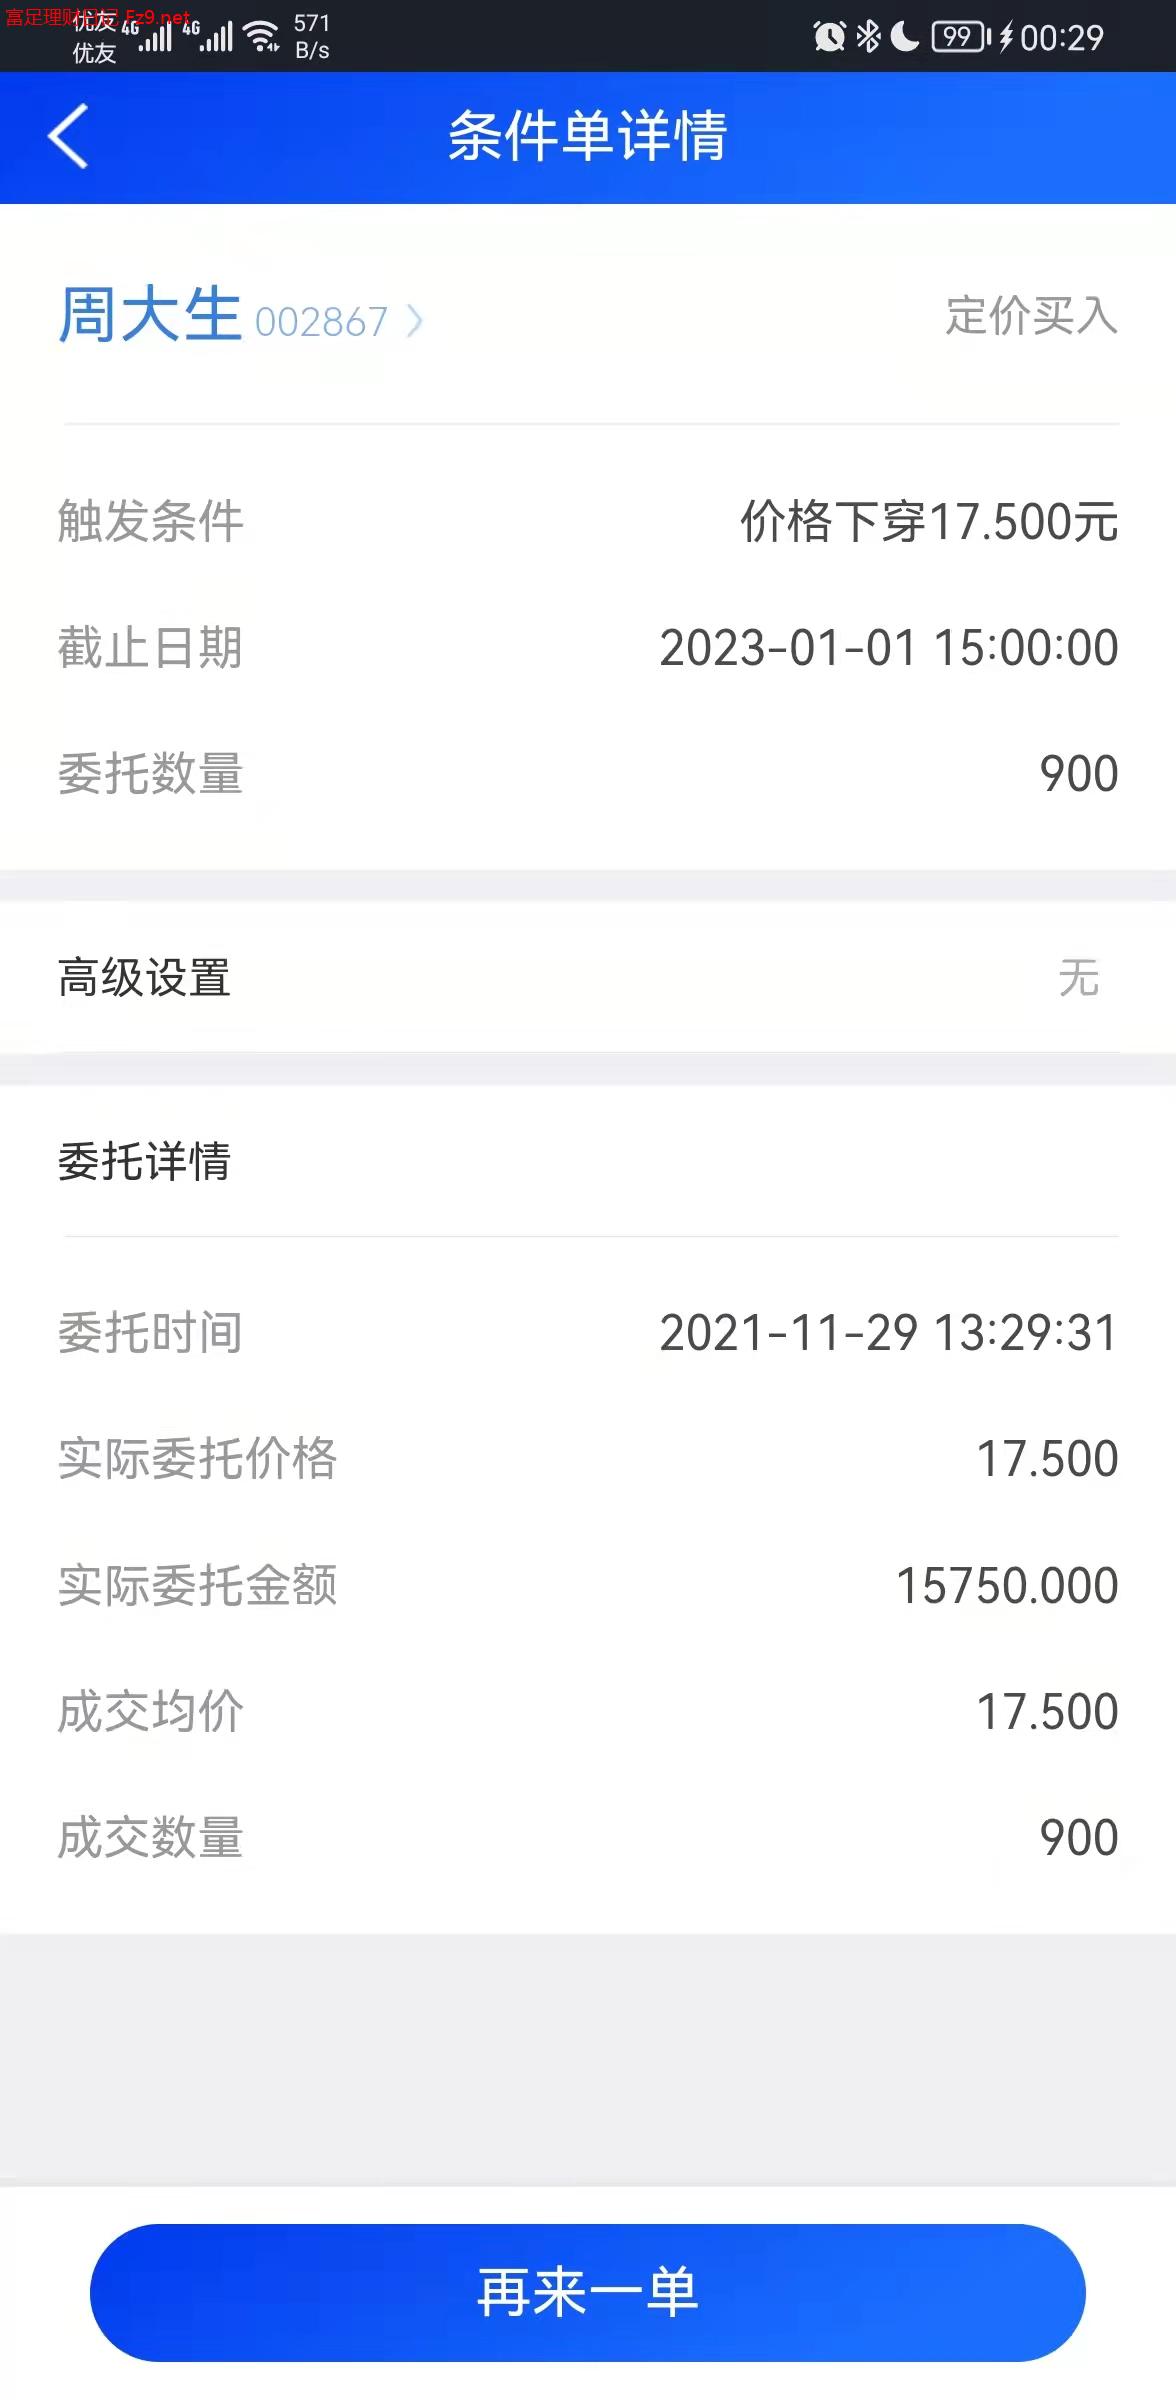 富足理财日记 Fz9.net
优友 4G 4G 571 B/s 99 00:29
优友
条件单详情
周大生 002867 定价买入
触发条件 价格下穿17.500元
截止日期 2023-01-01 15:00:00
委托数量 900
高级设置 无
委托详情
委托时间 2021-11-29 13:29:31
实际委托价格 17.500
实际委托金额 15750.000
成交均价 17.500
成交数量 900
再来一单